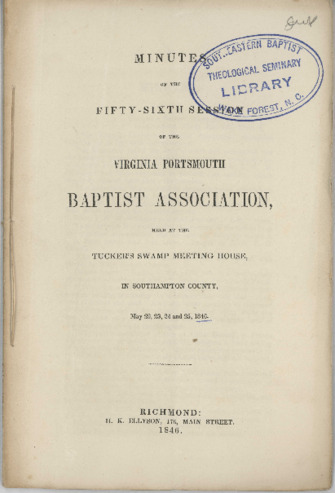 MINUTES
OF THE
FIFTY-SIXTH SESSION
OF THE
VIRGINIA PORTSMOUTH
BAPTIST ASSOCIATION,
HELD AT THE
TUCKER'S SWAMP MEETING HOUSE,
IN SOUTHAMPTON COUNTY,
May 22, 23, 24 and 25, 1846.
RICHMOND:
H. K. ELLYSON, 178, MAIN STREET.
1846.
SOUTHEASTERN BAPTIST
THEOLOGICAL SEMINARY
LIBRARY
WAKE FOREST, N. C.